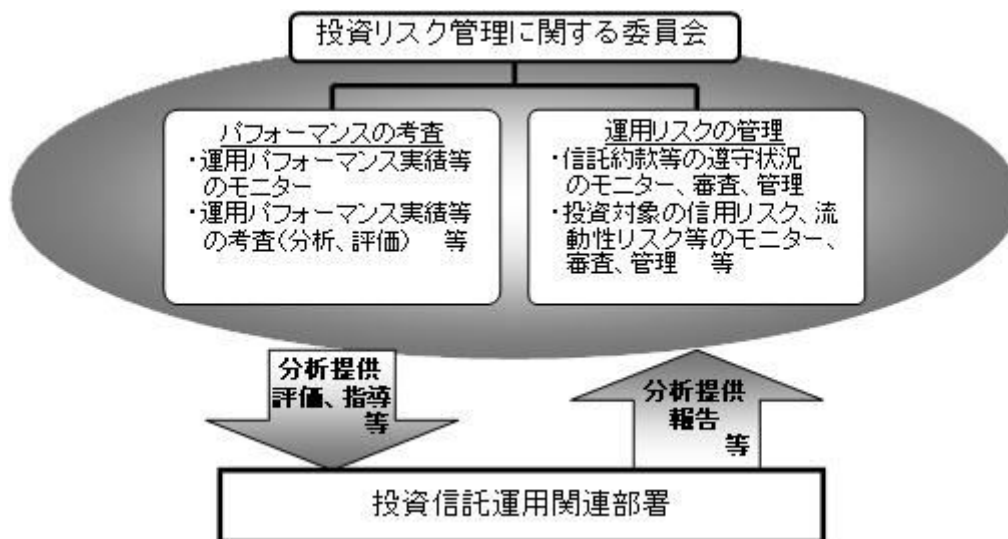 投資リスク管理に関する委員会
パフォーマンスの考査
・運用パフォーマンス実績等
のモニター
・運用パフォーマンス実績等
の考査(分析、評価)　等
運用リスクの管理
・信託約款等の遵守状況
のモニター、審査、管理
・投資対象の信用リスク、流
動性リスク等のモニター、
審査、管理　等
分析提供
評価、指導
等
分析提供
報告
等
投資信託運用関連部署